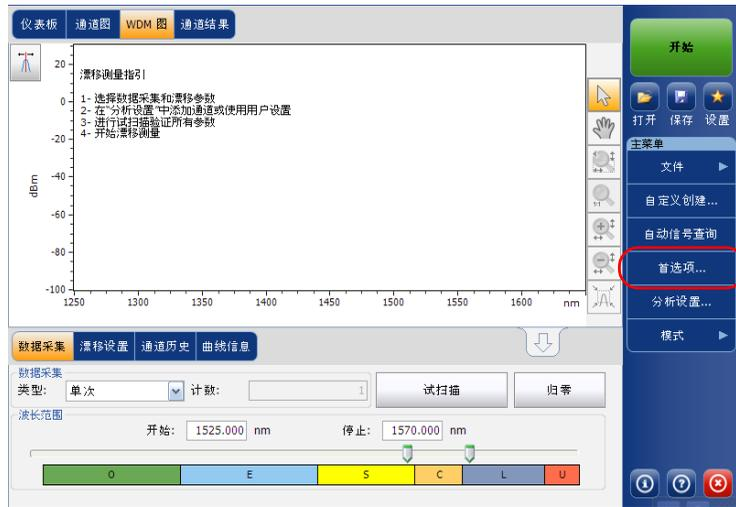 仪表板 通道图 WDM 图 通道结果
漂移测量指引
1- 选择数据采集和漂移参数
2- 在"分析设置"中添加通道或使用用户设置
3- 进行试扫描验证所有参数
4- 开始漂移测量
20
0
-20
-40
-60
-80
-100
dBm
1250 1300 1350 1400 1450 1500 1550 1600 nm
1:1
数据采集 漂移设置 通道历史 曲线信息
数据采集
类型: 单次 计数: 1 试扫描 归零
波长范围
开始: 1525.000 nm 停止: 1570.000 nm
O E S C L U
开始
打开 保存 设置
主菜单
文件
自定义创建...
自动信号查询
首选项...
分析设置...
模式